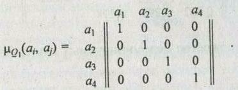 a₁ a₂ a₃ a₄
a₁ 1 0 0 0
μ_Q₁(aᵢ, aⱼ) = a₂ 0 1 0 0 .
a₃ 0 0 1 0
a₄ 0 0 0 1